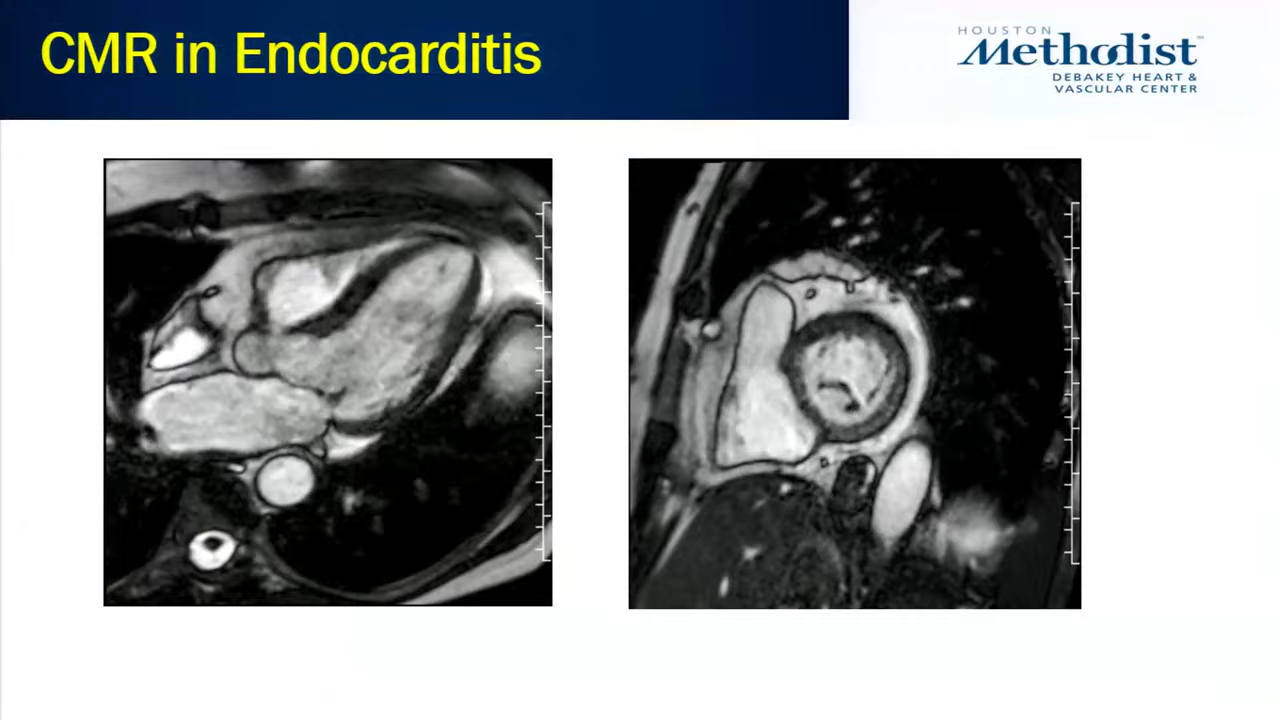 CMR in Endocarditis
HOUSTON
Methodist
DEBAKEY HEART &
VASCULAR CENTER